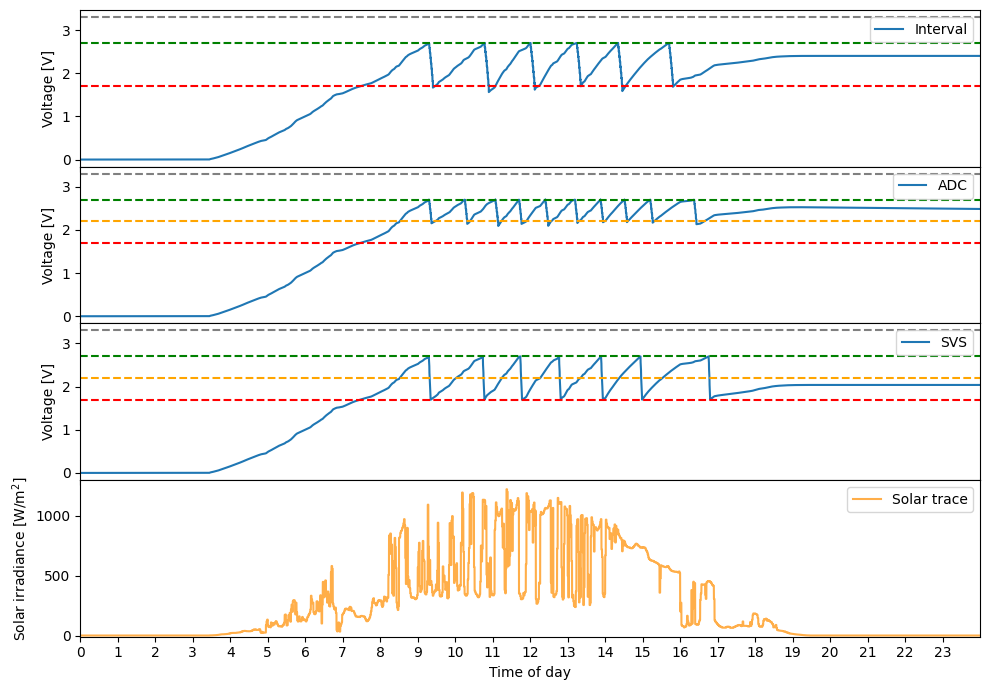 Interval
Voltage [V]
3
2
1
0
ADC
Voltage [V]
3
2
1
0
SVS
Voltage [V]
3
2
1
0
Solar trace
Solar irradiance [W/m²]
1000
500
0
0 1 2 3 4 5 6 7 8 9 10 11 12 13 14 15 16 17 18 19 20 21 22 23
Time of day